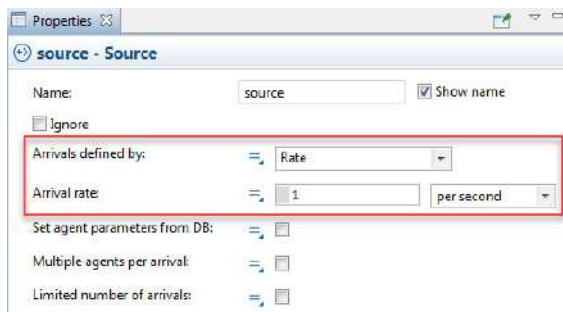 Properties
source - Source
Name: source Show name
Ignore
Arrivals defined by: Rate
Arrival rate: 1 per second
Set agent parameters from DB:
Multiple agents per arrival:
Limited number of arrivals: